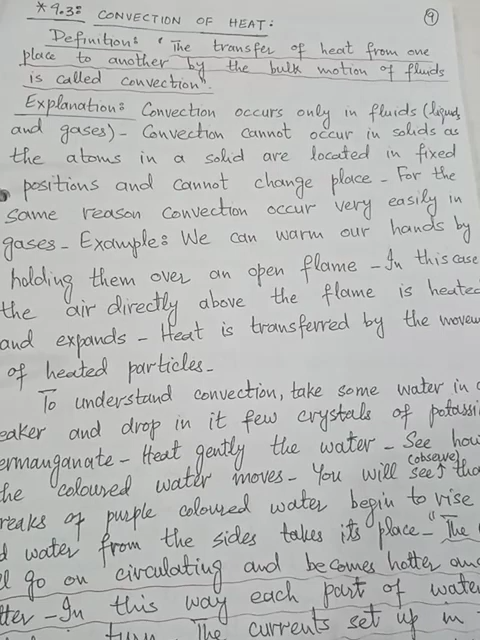 * 9.3: CONVECTION OF HEAT: 9
Definition: "The transfer of heat from one
place to another by the bulk motion of fluids
is called convection".
Explanation: Convection occurs only in fluids (liquids
and gases) - Convection cannot occur in solids as
the atoms in a solid are located in fixed
positions and cannot change place - For the
same reason convection occur very easily in
gases - Example: We can warm our hands by
holding them over an open flame - In this case
the air directly above the flame is heated
and expands - Heat is transferred by the movem
of heated particles -
To understand convection, take some water in a
eaker and drop in it few crystals of potassi
ermanganate - Heat gently the water - See how
he coloured water moves - You will see (observe) tha
reaks of purple coloured water begin to rise
d water from the sides takes its place - "The
l go on circulating and becomes hotter and
tter - In this way each part of water
turn The currents set up in